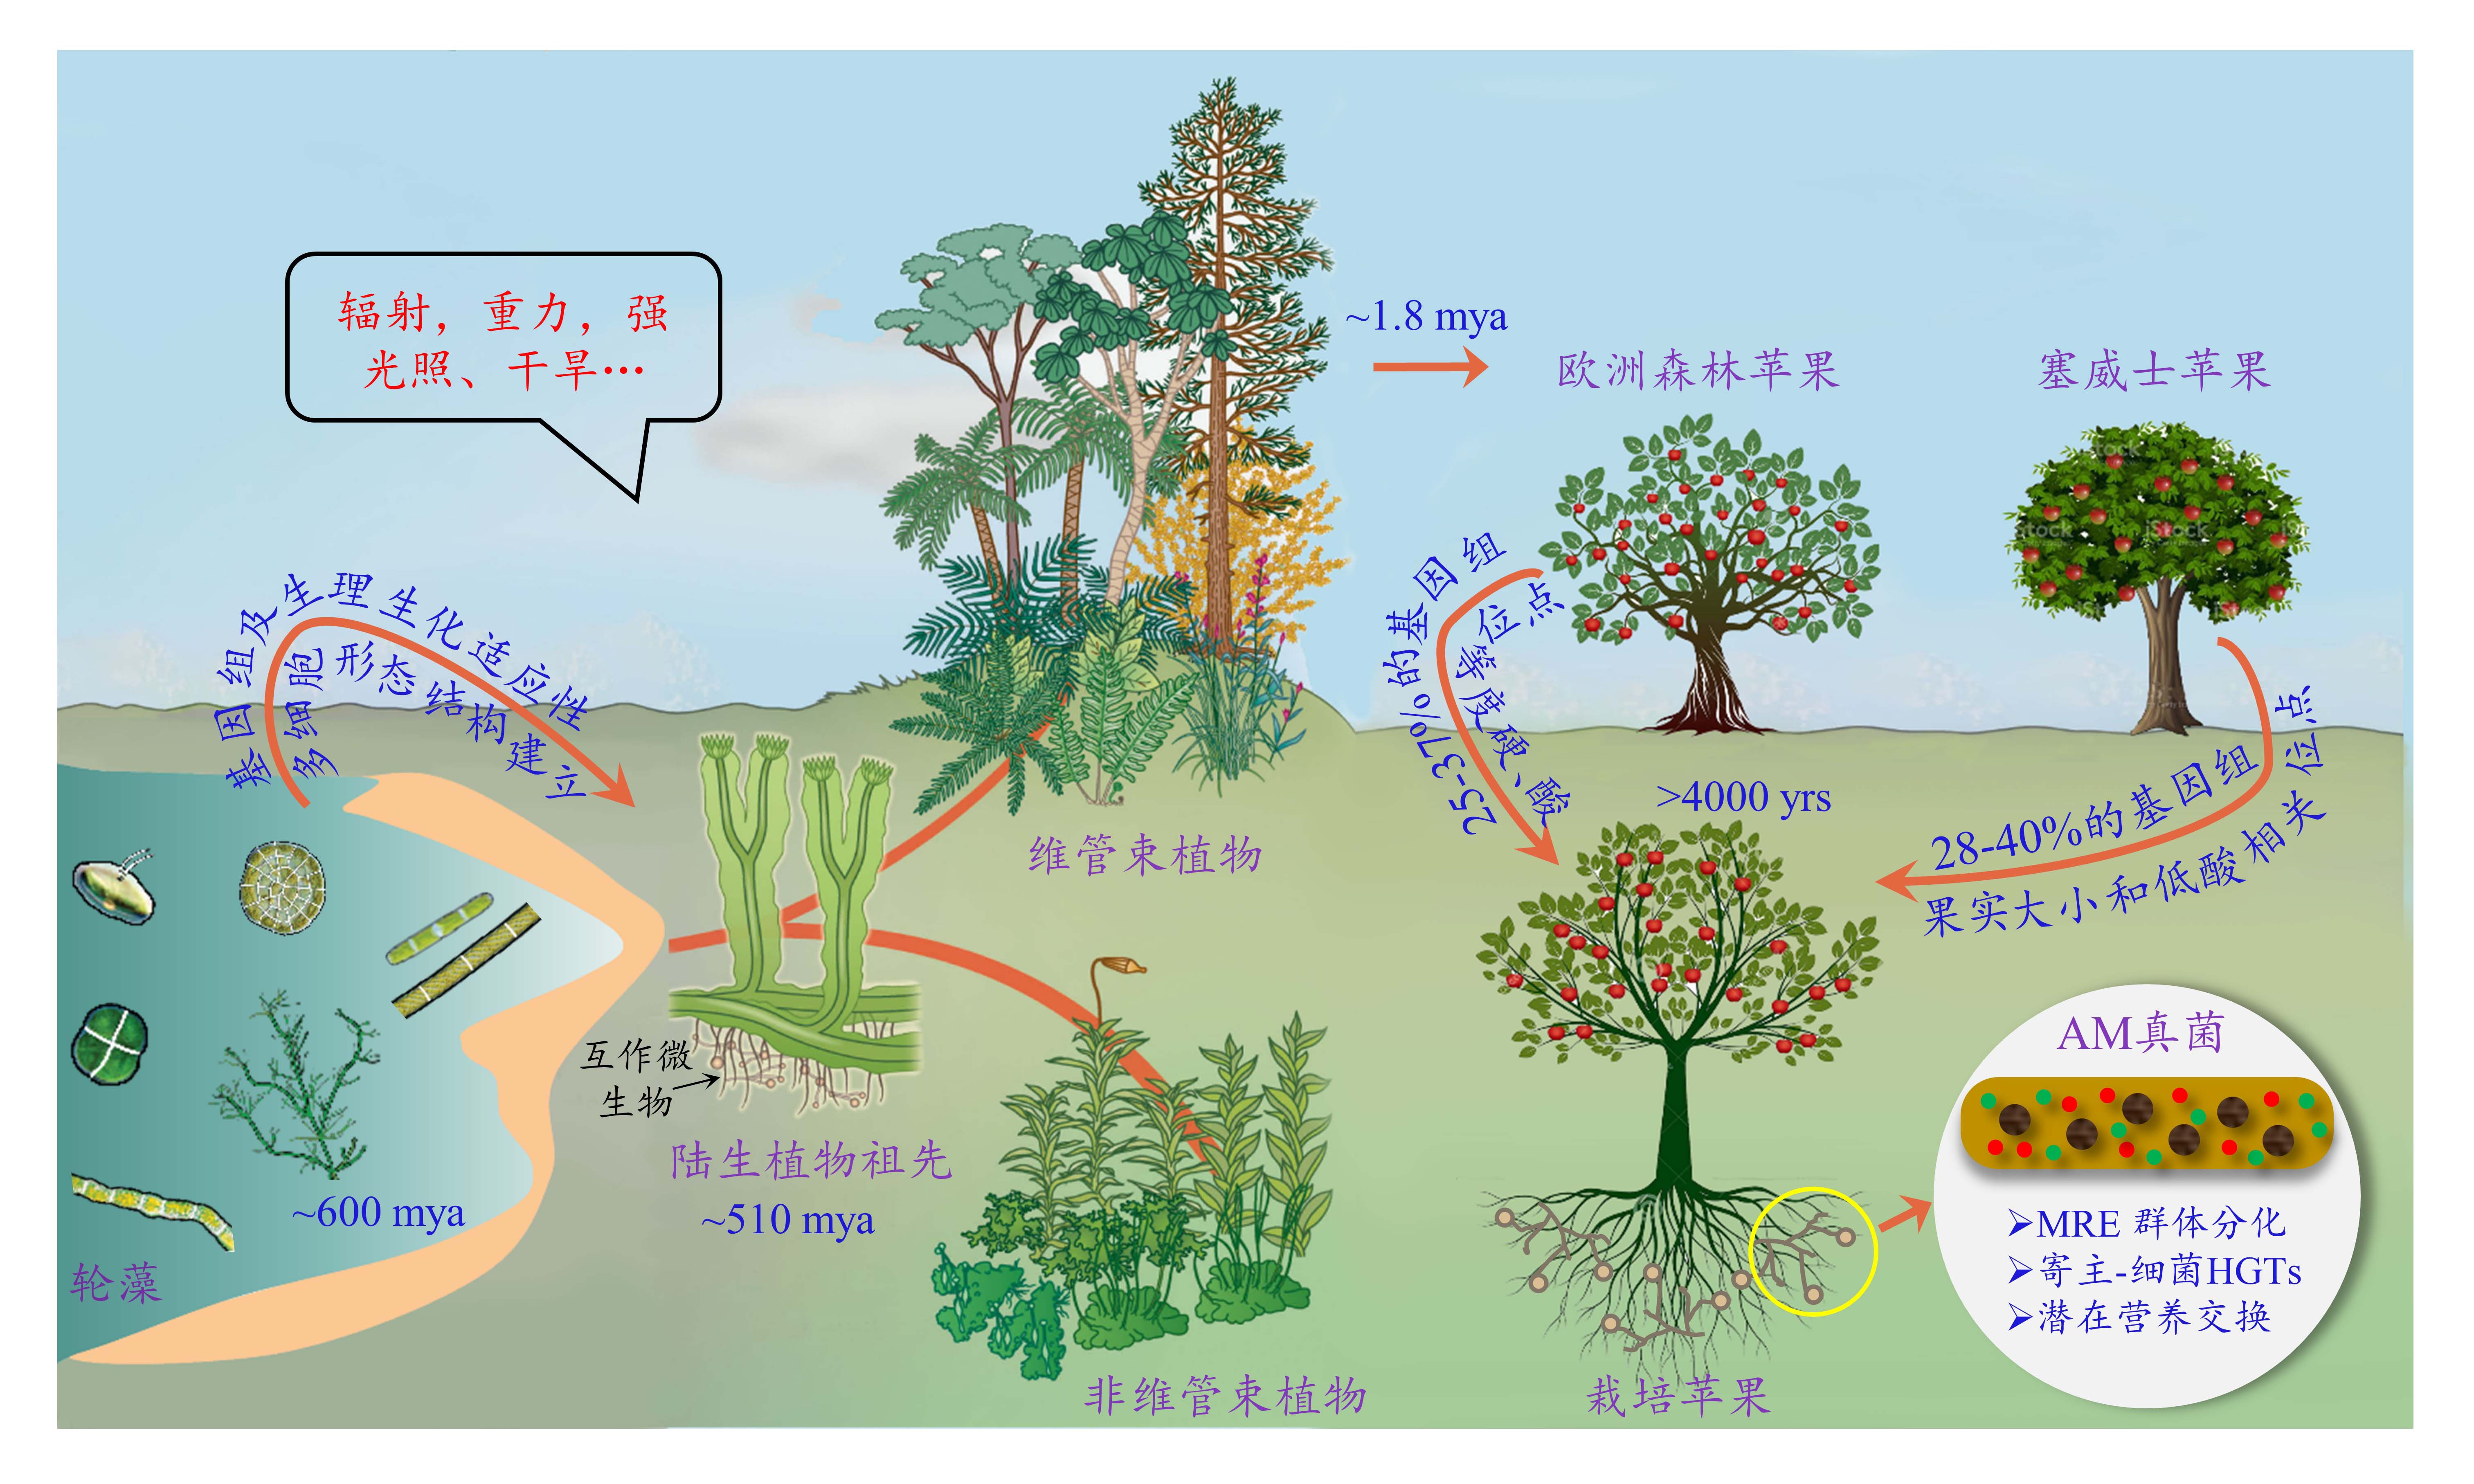 辐射，重力，强
光照、干旱…
基因组及生理生化适应性
多细胞形态结构建立
轮藻
~600 mya
互作微
生物
陆生植物祖先
~510 mya
维管束植物
非维管束植物
~1.8 mya
欧洲森林苹果
塞威士苹果
25-37%的基因组
酸、硬度等位点
>4000 yrs
28-40%的基因组位点
果实大小和低酸相关
栽培苹果
AM真菌
➢MRE 群体分化
➢寄主-细菌HGTs
➢潜在营养交换
iStock
iStock